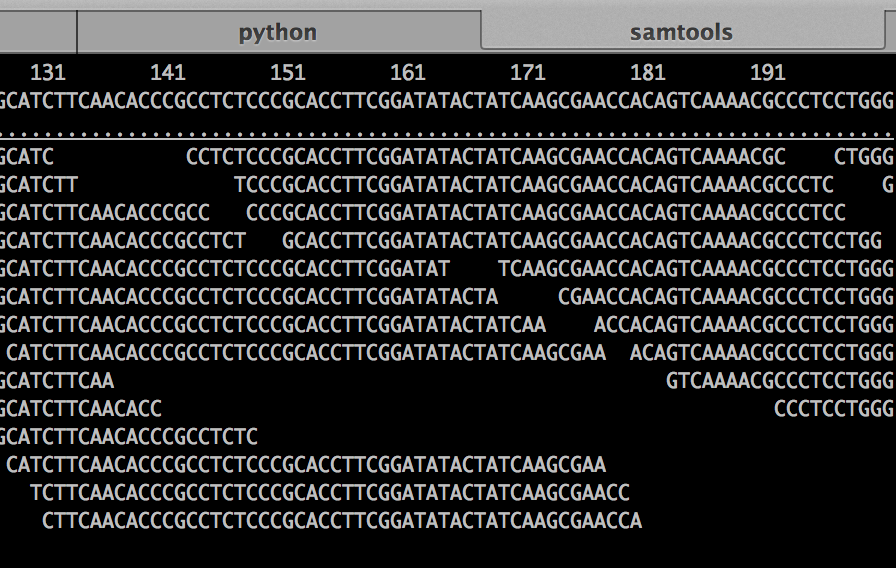 python samtools
131 141 151 161 171 181 191
GCATCTTCAACACCCGCCTCTCCCGCACCTTCGGATATACTATCAAGCGAACCACAGTCAAAACGCCCTCCTGGG
...........................................................................
GCATC CCTCTCCCGCACCTTCGGATATACTATCAAGCGAACCACAGTCAAAACGC CTGGG
GCATCTT TCCCGCACCTTCGGATATACTATCAAGCGAACCACAGTCAAAACGCCCTC G
GCATCTTCAACACCCGCC CCCGCACCTTCGGATATACTATCAAGCGAACCACAGTCAAAACGCCCTCC
GCATCTTCAACACCCGCCTCT GCACCTTCGGATATACTATCAAGCGAACCACAGTCAAAACGCCCTCCTGG
GCATCTTCAACACCCGCCTCTCCCGCACCTTCGGATAT TCAAGCGAACCACAGTCAAAACGCCCTCCTGGG
GCATCTTCAACACCCGCCTCTCCCGCACCTTCGGATATACTA CGAACCACAGTCAAAACGCCCTCCTGGG
GCATCTTCAACACCCGCCTCTCCCGCACCTTCGGATATACTATCAA ACCACAGTCAAAACGCCCTCCTGGG
CATCTTCAACACCCGCCTCTCCCGCACCTTCGGATATACTATCAAGCGAA ACAGTCAAAACGCCCTCCTGGG
GCATCTTCAA GTCAAAACGCCCTCCTGGG
GCATCTTCAACACC CCCTCCTGGG
GCATCTTCAACACCCGCCTCTC
CATCTTCAACACCCGCCTCTCCCGCACCTTCGGATATACTATCAAGCGAA
TCTTCAACACCCGCCTCTCCCGCACCTTCGGATATACTATCAAGCGAACC
CTTCAACACCCGCCTCTCCCGCACCTTCGGATATACTATCAAGCGAACCA